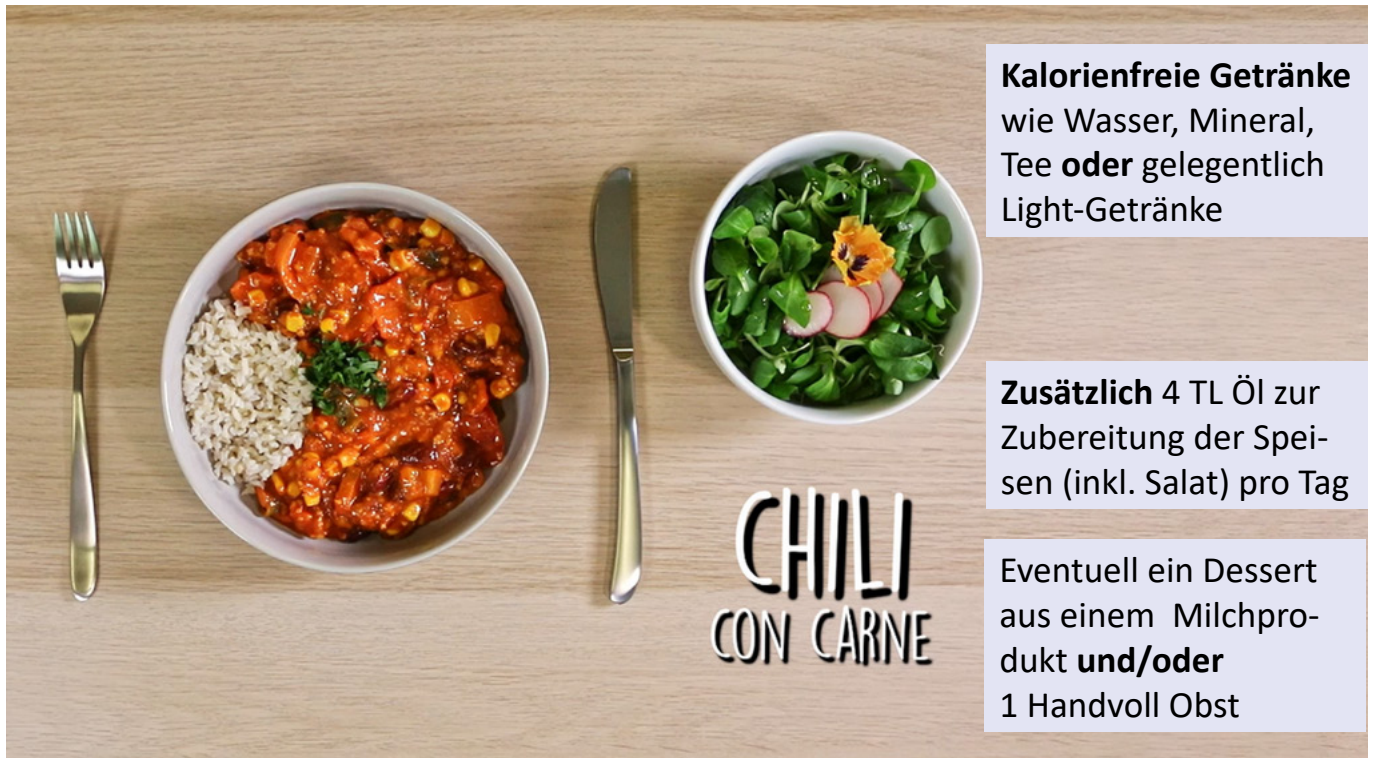 Kalorienfreie Getränke
wie Wasser, Mineral,
Tee oder gelegentlich
Light-Getränke
Zusätzlich 4 TL Öl zur
Zubereitung der Spei-
sen (inkl. Salat) pro Tag
CHILI
CON CARNE
Eventuell ein Dessert
aus einem Milchpro-
dukt und/oder
1 Handvoll Obst